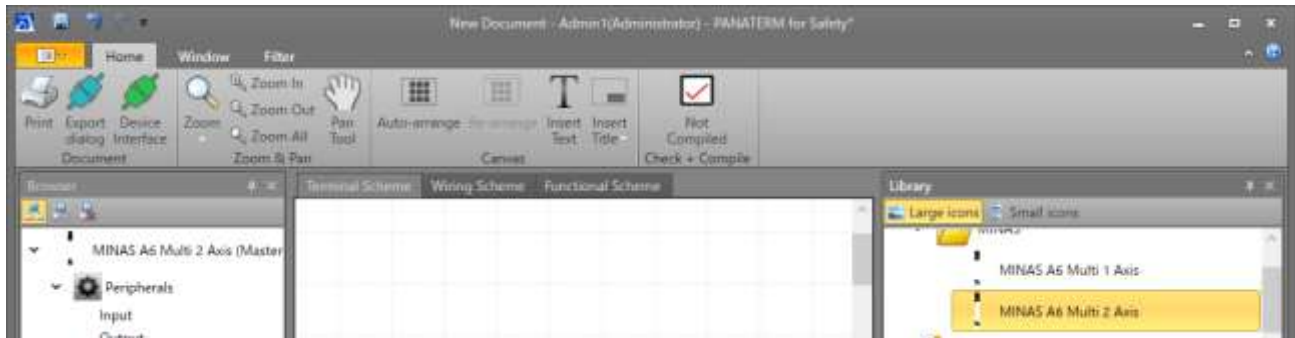 New Document - Admin1(Administrator) - PANATERM for Safety*
Home Window Filter
Print
Export dialog
Device Interface
Document
Zoom
Zoom In
Zoom Out
Zoom All
Pan Tool
Zoom & Pan
Auto-arrange
Re-arrange
Insert Text
Insert Title
Canvas
Not Compiled
Check + Compile
Browser
Terminal Scheme Wiring Scheme Functional Scheme
Library
Large icons Small icons
MINAS A6 Multi 2 Axis (Master
Peripherals
Input
Output
MINAS
MINAS A6 Multi 1 Axis
MINAS A6 Multi 2 Axis